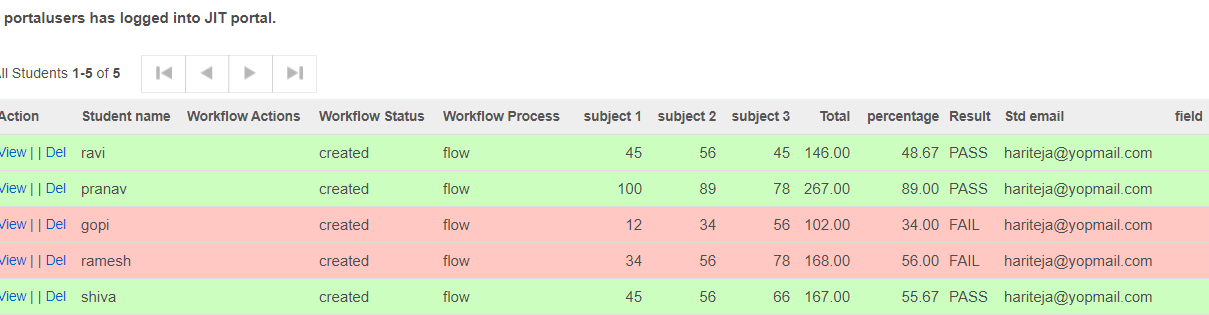 portalusers has logged into JIT portal.
ll Students 1-5 of 5
Action Student name Workflow Actions Workflow Status Workflow Process subject 1 subject 2 subject 3 Total percentage Result Std email field
View | | Del ravi created flow 45 56 45 146.00 48.67 PASS hariteja@yopmail.com
View | | Del pranav created flow 100 89 78 267.00 89.00 PASS hariteja@yopmail.com
View | | Del gopi created flow 12 34 56 102.00 34.00 FAIL hariteja@yopmail.com
View | | Del ramesh created flow 34 56 78 168.00 56.00 FAIL hariteja@yopmail.com
View | | Del shiva created flow 45 56 66 167.00 55.67 PASS hariteja@yopmail.com